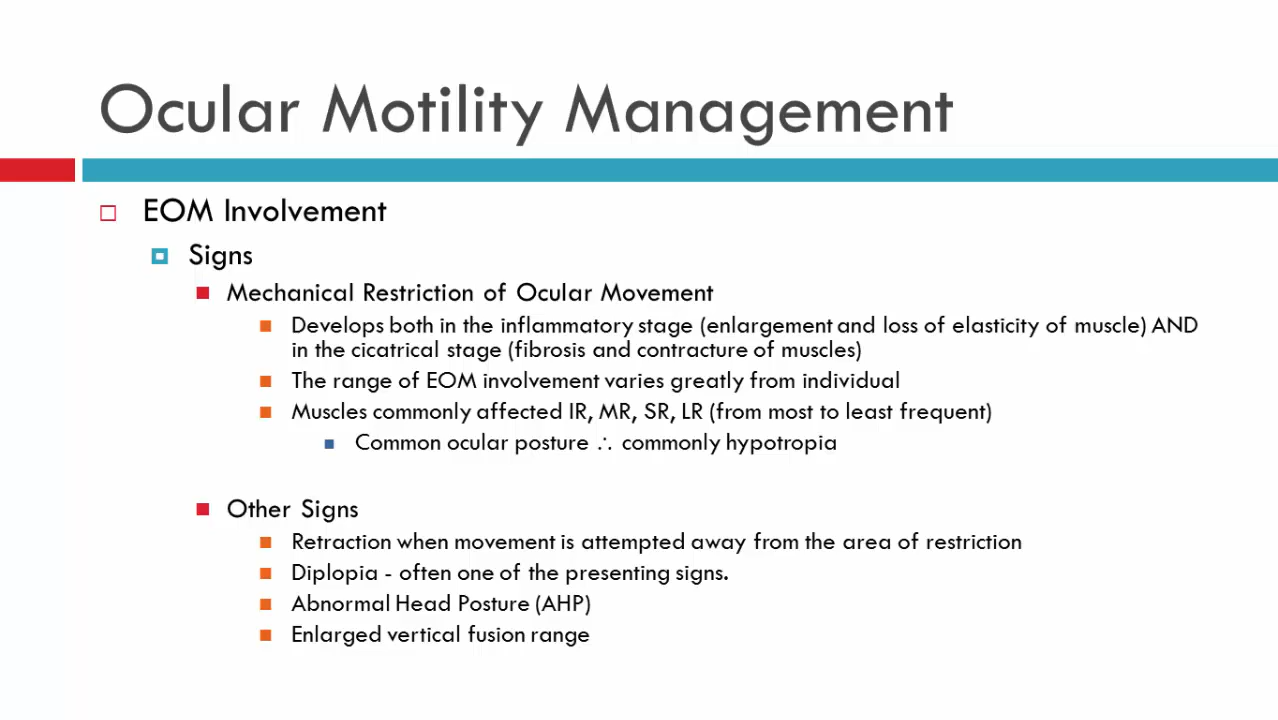 Ocular Motility Management
EOM Involvement
Signs
Mechanical Restriction of Ocular Movement
Develops both in the inflammatory stage (enlargement and loss of elasticity of muscle) AND
in the cicatrical stage (fibrosis and contracture of muscles)
The range of EOM involvement varies greatly from individual
Muscles commonly affected IR, MR, SR, LR (from most to least frequent)
Common ocular posture ∴ commonly hypotropia
Other Signs
Retraction when movement is attempted away from the area of restriction
Diplopia - often one of the presenting signs.
Abnormal Head Posture (AHP)
Enlarged vertical fusion range